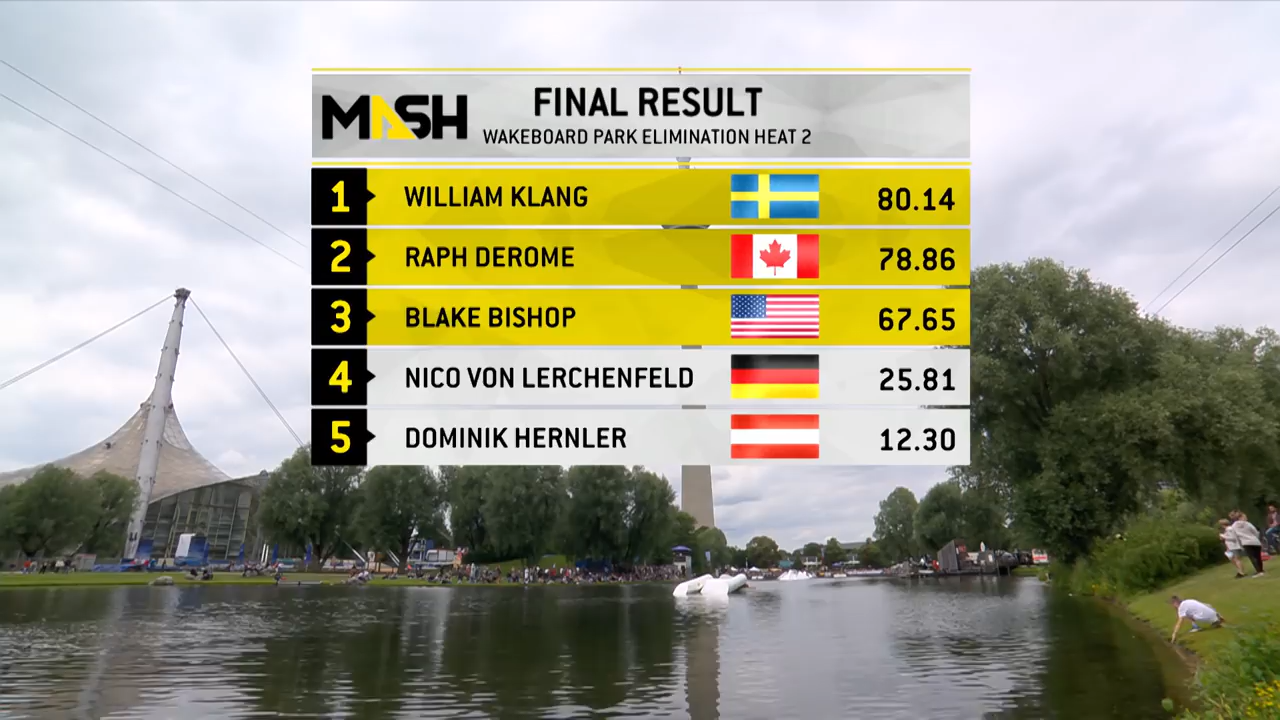 MASH
FINAL RESULT
WAKEBOARD PARK ELIMINATION HEAT 2
1 WILLIAM KLANG 80.14
2 RAPH DEROME 78.86
3 BLAKE BISHOP 67.65
4 NICO VON LERCHENFELD 25.81
5 DOMINIK HERNLER 12.30